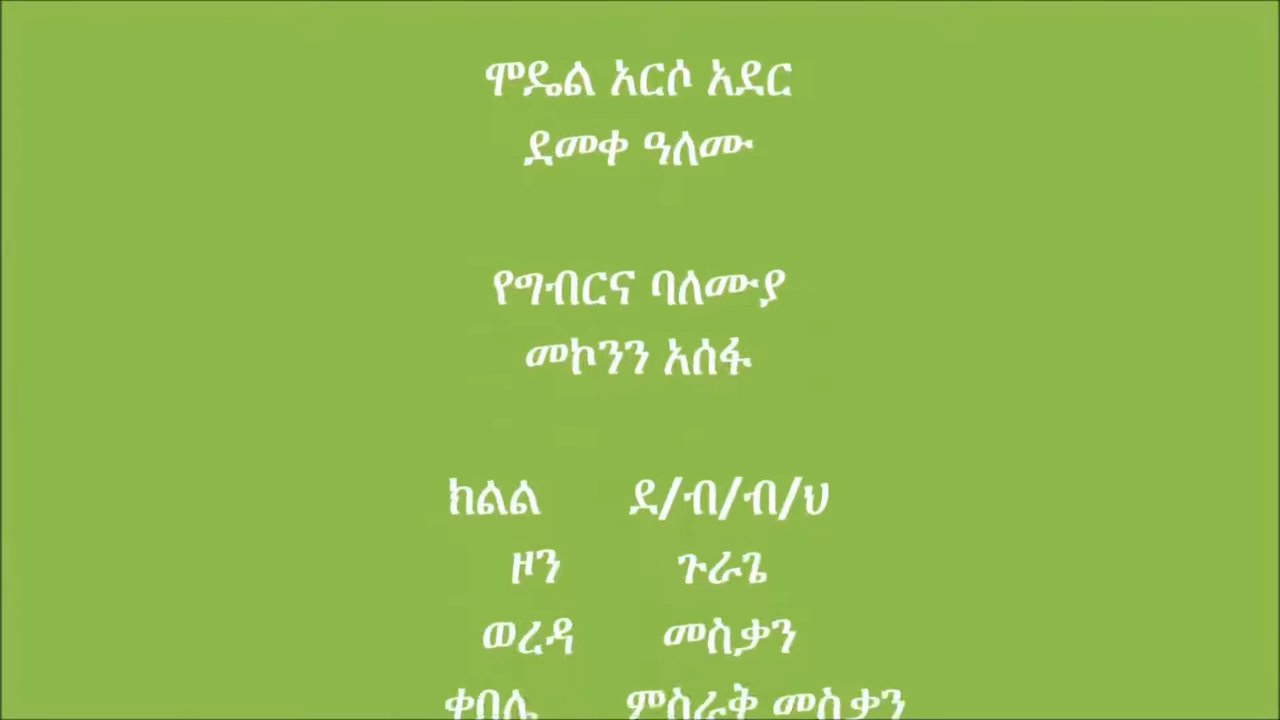 ሞዴል አርሶ አደር
ደመቀ ዓለሙ
የግብርና ባለሙያ
መኮንን አሰፋ
ክልል ደ/ብ/ብ/ህ
ዞን ጉራጌ
ወረዳ መስቃን
ቀበሌ ምስራቅ መስቃን